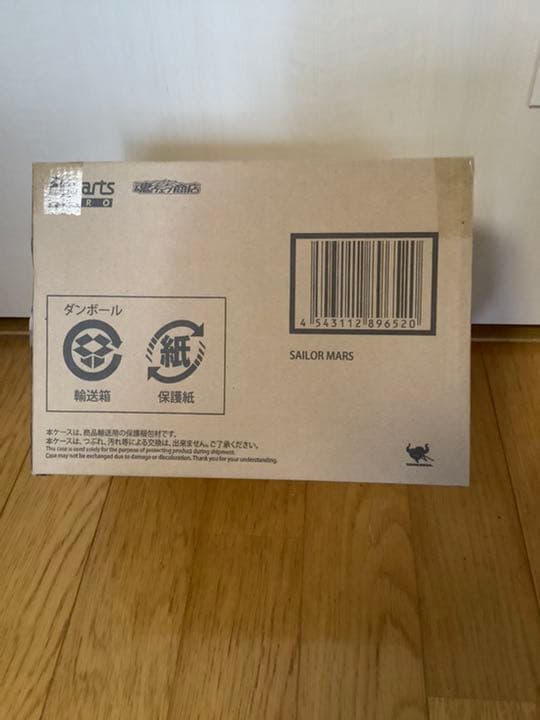 arts
RO
魂ウェブ商店
4 543112 896520
SAILOR MARS
ダンボール
紙
輸送箱
保護紙
本ケースは、商品輸送用の保護梱包材です。
本ケースは、つぶれ、汚れ等による交換は、出来ません。ご了承ください。
This case is used solely for the purpose of protecting product during shipment.
Case may not be exchanged due to damage or discoloration. Thank you for your understanding.